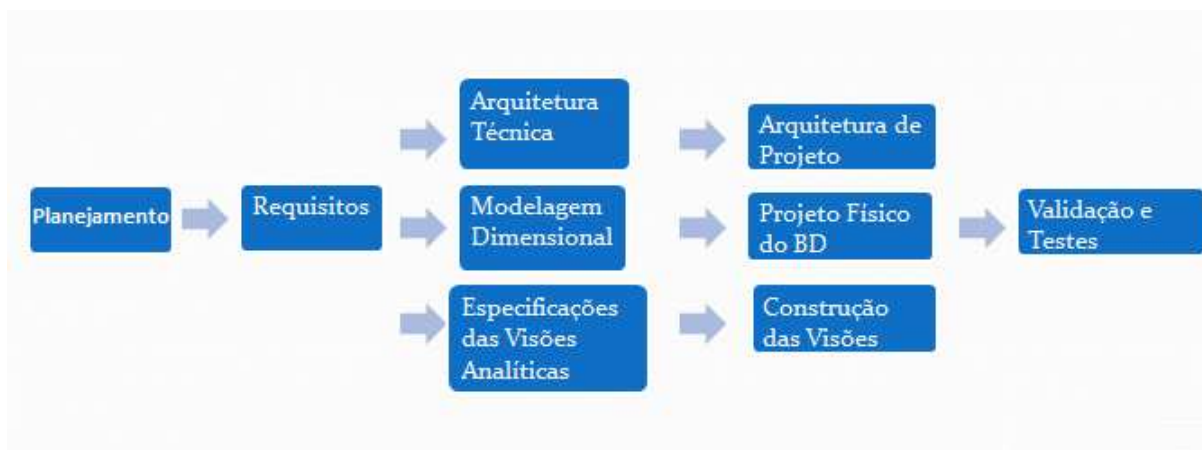 Planejamento
Requisitos
Arquitetura
Técnica
Modelagem
Dimensional
Especificações
das Visões
Analíticas
Arquitetura de
Projeto
Projeto Físico
do BD
Construção
das Visões
Validação e
Testes